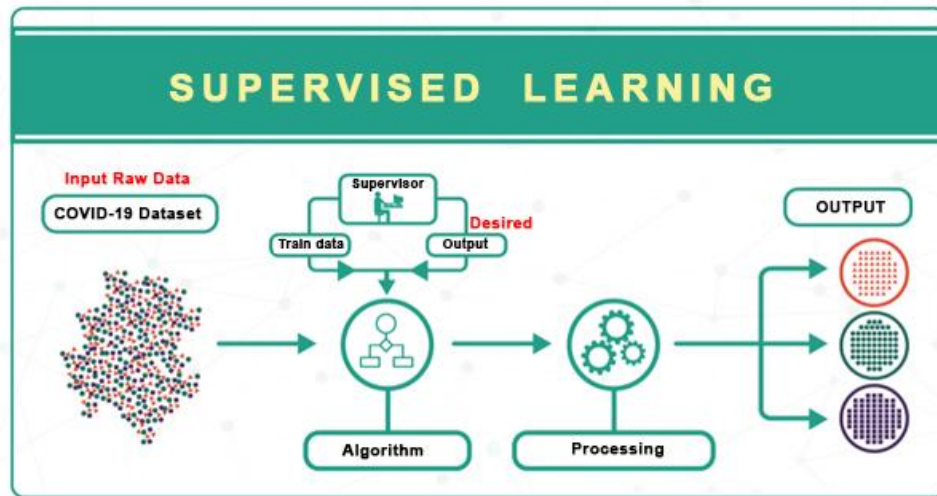 SUPERVISED LEARNING
Input Raw Data
COVID-19 Dataset
Supervisor
Desired
Train data
Output
OUTPUT
Algorithm
Processing